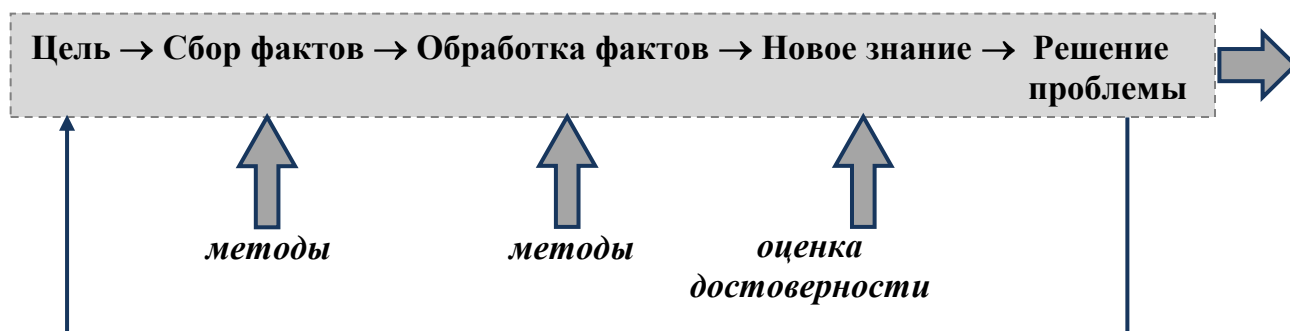 Цель → Сбор фактов → Обработка фактов → Новое знание → Решение
проблемы
методы
методы
оценка
достоверности